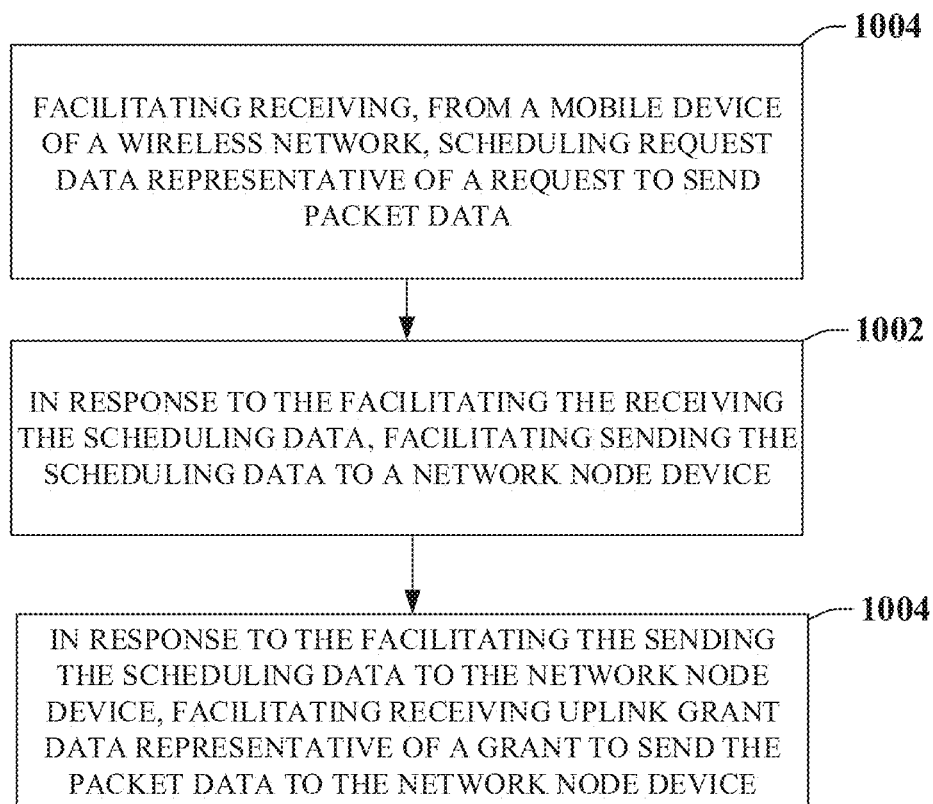 1004
FACILITATING RECEIVING, FROM A MOBILE DEVICE
OF A WIRELESS NETWORK, SCHEDULING REQUEST
DATA REPRESENTATIVE OF A REQUEST TO SEND
PACKET DATA
1002
IN RESPONSE TO THE FACILITATING THE RECEIVING
THE SCHEDULING DATA, FACILITATING SENDING THE
SCHEDULING DATA TO A NETWORK NODE DEVICE
1004
IN RESPONSE TO THE FACILITATING THE SENDING
THE SCHEDULING DATA TO THE NETWORK NODE
DEVICE, FACILITATING RECEIVING UPLINK GRANT
DATA REPRESENTATIVE OF A GRANT TO SEND THE
PACKET DATA TO THE NETWORK NODE DEVICE